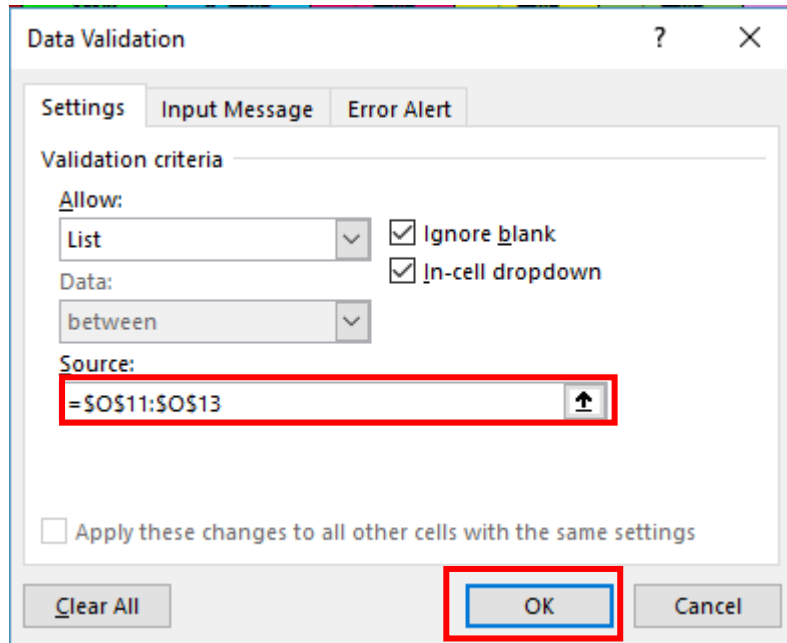 Data Validation ?
Settings Input Message Error Alert
Validation criteria
Allow:
List
Ignore blank
In-cell dropdown
Data:
between
Source:
=$O$11:$O$13
Apply these changes to all other cells with the same settings
Clear All OK Cancel